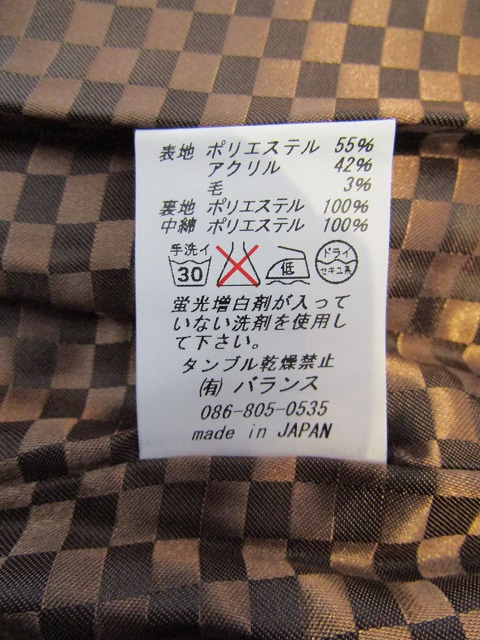 表地 ポリエステル 55%
アクリル 42%
毛 3%
裏地 ポリエステル 100%
中綿 ポリエステル 100%
手洗イ 30 低 ドライ セキユ系
蛍光増白剤が入って
いない洗剤を使用し
て下さい。
タンブル乾燥禁止
(有) バランス
086-805-0535
made in JAPAN